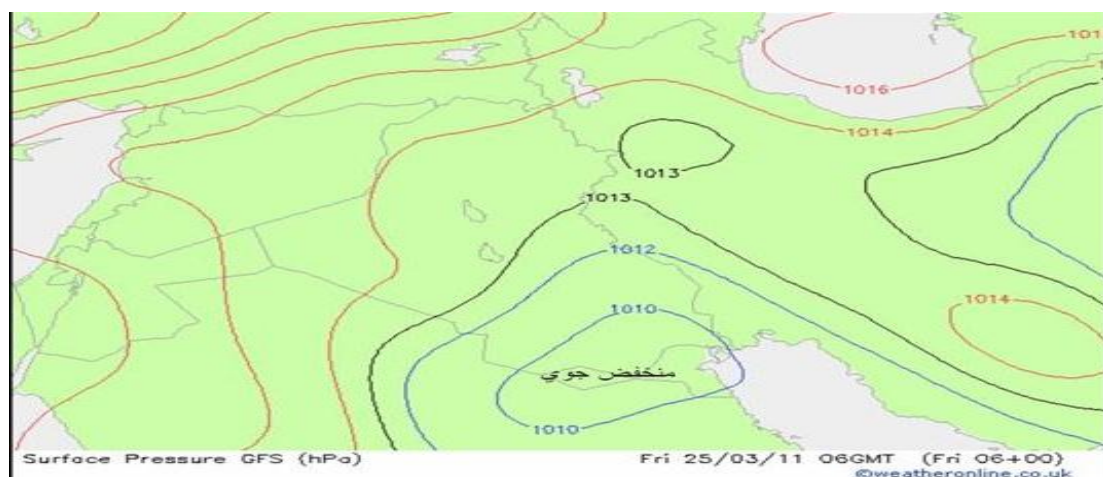 1016
1016
1014
1013
1013
1012
1014
1010
منخفض جوي
1010
Surface Pressure GFS (hPa)
Fri 25/03/11 06GMT (Fri 06+00)
©weatheronline.co.uk